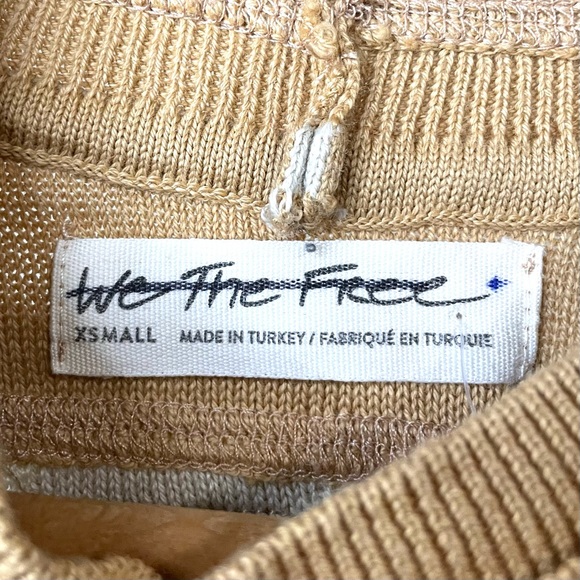 We The Free
XSMALL MADE IN TURKEY / FABRIQUÉ EN TURQUIE